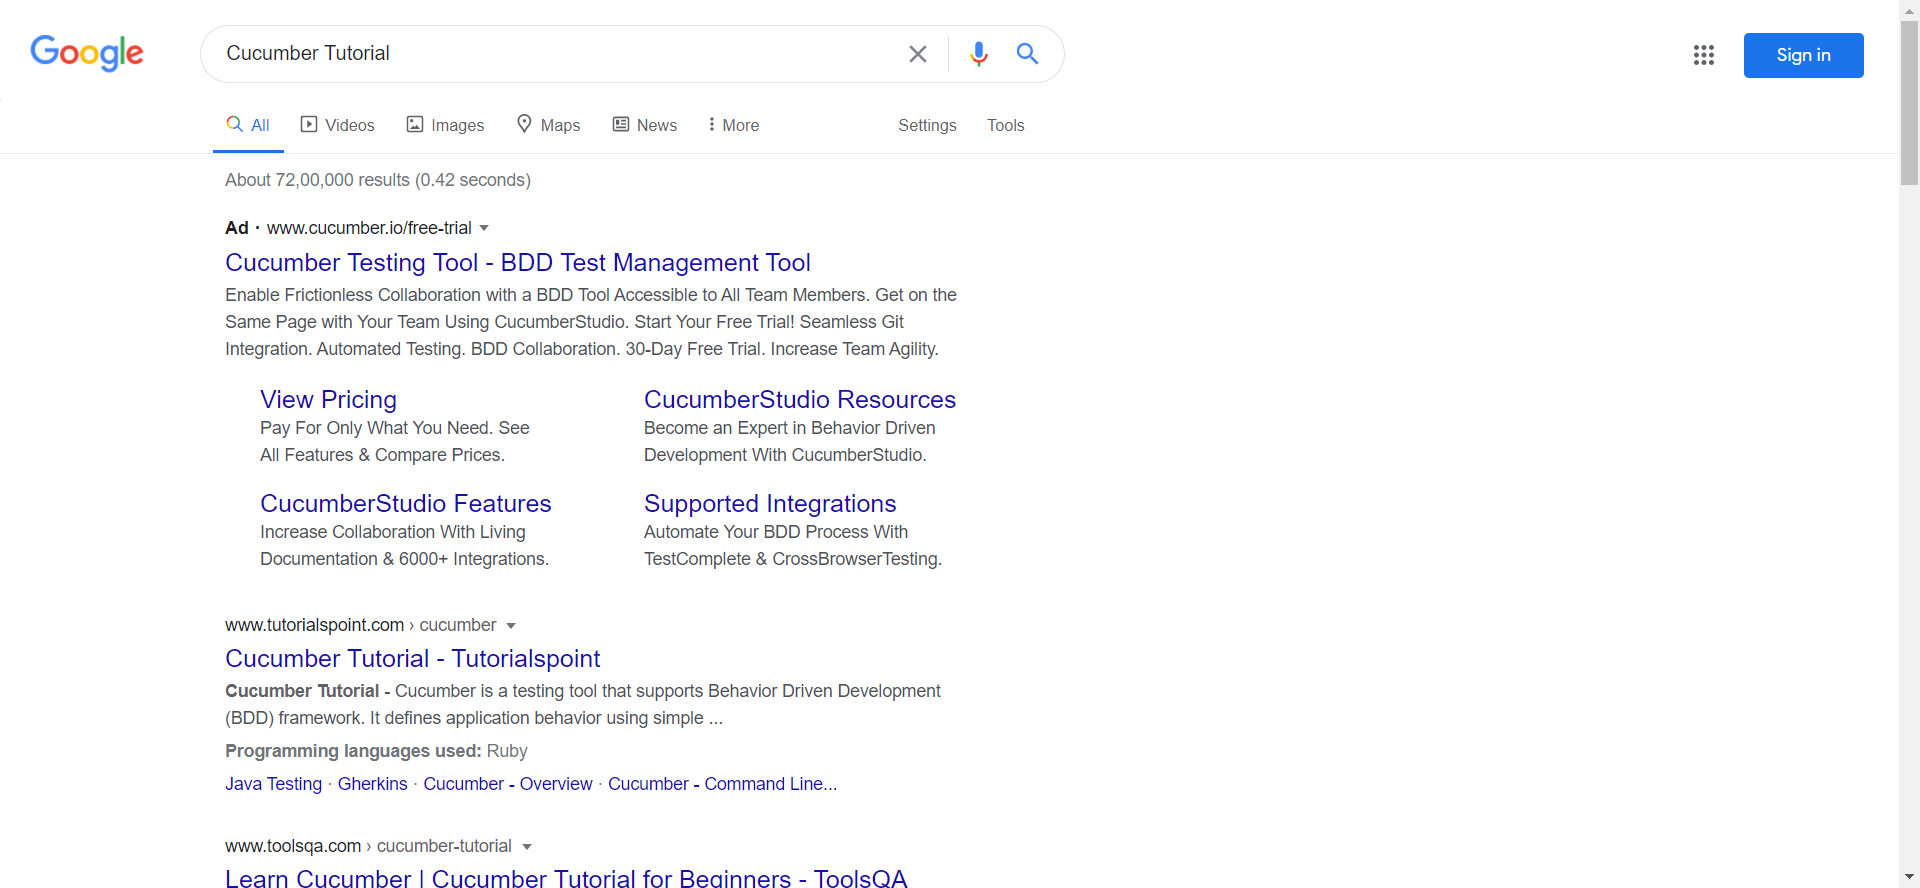 Google
Cucumber Tutorial
Sign in
All Videos Images Maps News More Settings Tools
About 72,00,000 results (0.42 seconds)
Ad · www.cucumber.io/free-trial
Cucumber Testing Tool - BDD Test Management Tool
Enable Frictionless Collaboration with a BDD Tool Accessible to All Team Members. Get on the
Same Page with Your Team Using CucumberStudio. Start Your Free Trial! Seamless Git
Integration. Automated Testing. BDD Collaboration. 30-Day Free Trial. Increase Team Agility.
View Pricing
Pay For Only What You Need. See
All Features & Compare Prices.
CucumberStudio Resources
Become an Expert in Behavior Driven
Development With CucumberStudio.
CucumberStudio Features
Increase Collaboration With Living
Documentation & 6000+ Integrations.
Supported Integrations
Automate Your BDD Process With
TestComplete & CrossBrowserTesting.
www.tutorialspoint.com › cucumber
Cucumber Tutorial - Tutorialspoint
Cucumber Tutorial - Cucumber is a testing tool that supports Behavior Driven Development
(BDD) framework. It defines application behavior using simple ...
Programming languages used: Ruby
Java Testing · Gherkins · Cucumber - Overview · Cucumber - Command Line...
www.toolsqa.com › cucumber-tutorial
Learn Cucumber | Cucumber Tutorial for Beginners - ToolsQA